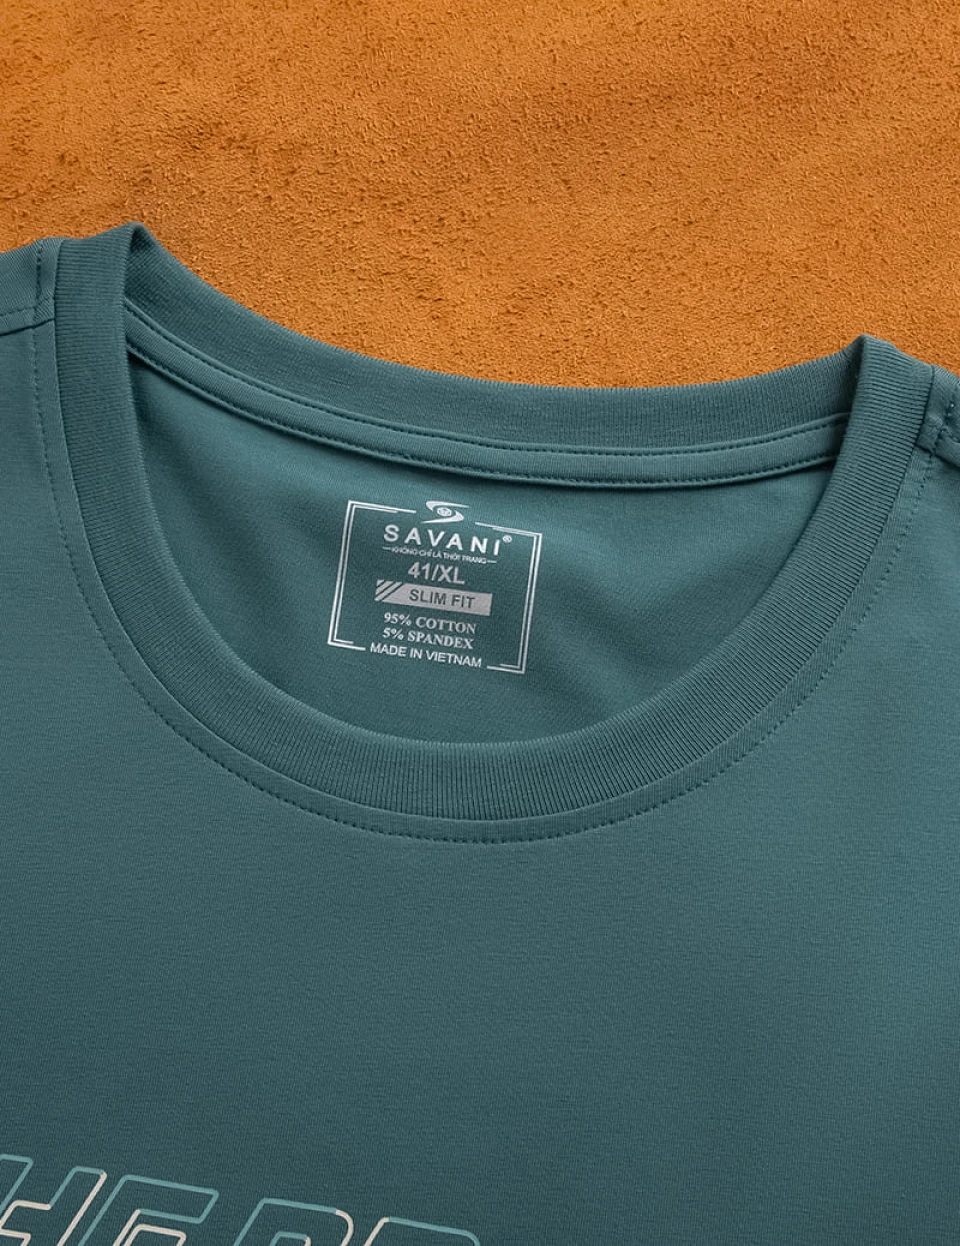 SAVANI®
KHÔNG CHỈ LÀ THỜI TRANG
41/XL
SLIM FIT
95% COTTON
5% SPANDEX
MADE IN VIETNAM